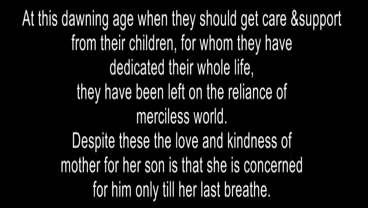 At this dawning age when they should get care &support
from their children, for whom they have
dedicated their whole life,
they have been left on the reliance of
merciless world.
Despite these the love and kindness of
mother for her son is that she is concerned
for him only till her last breathe.